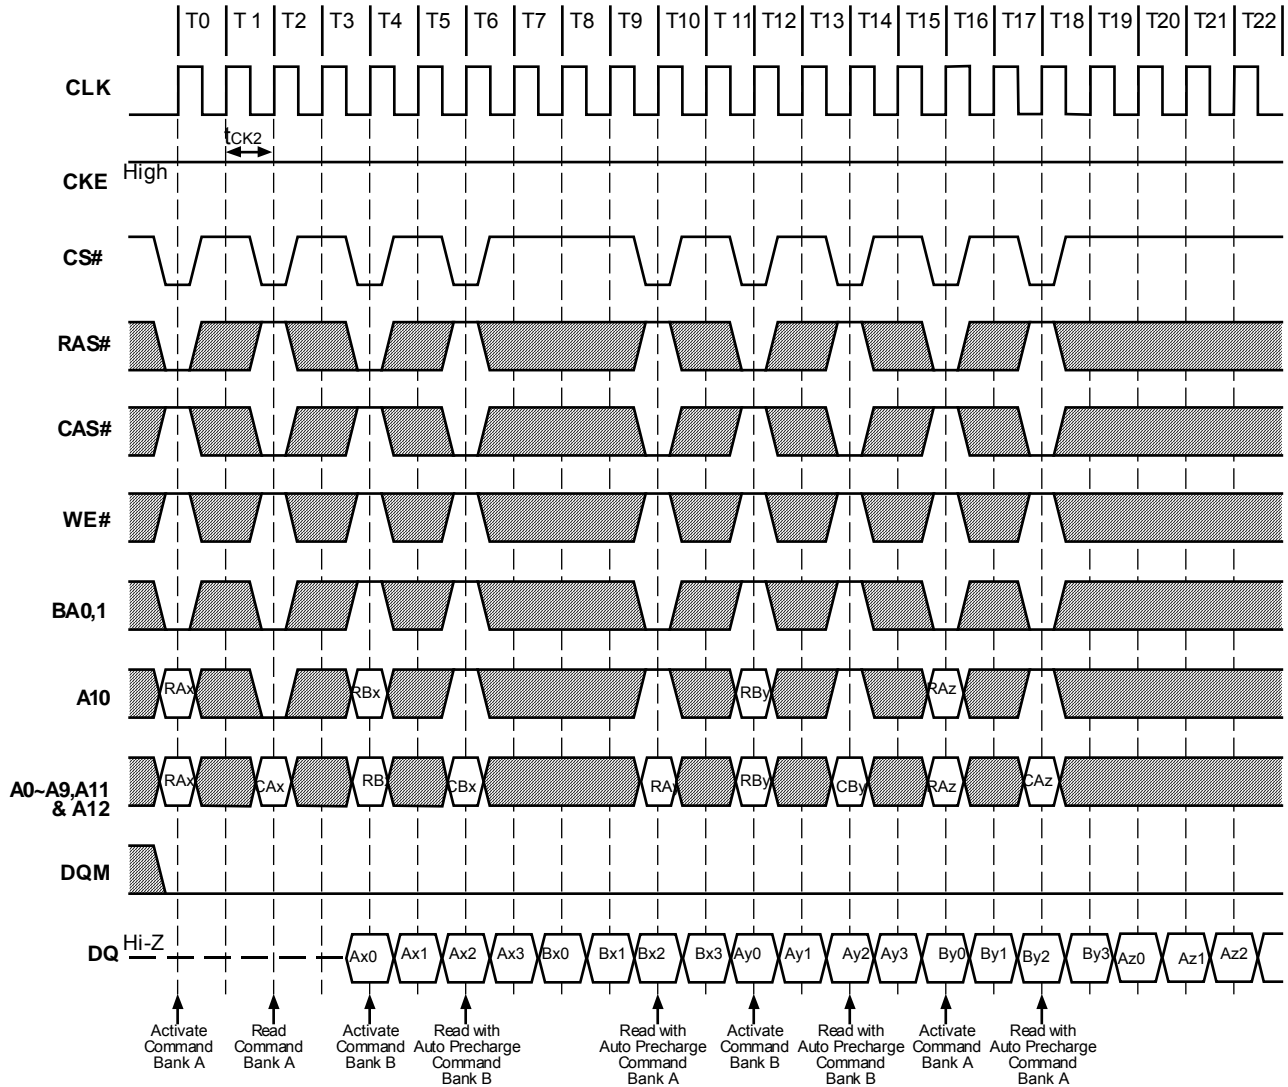 T0 T 1 T2 T3 T4 T5 T6 T7 T8 T9 T10 T 11 T12 T13 T14 T15 T16 T17 T18 T19 T20 T21 T22
CLK
tCK2
High
CKE
CS#
RAS#
CAS#
WE#
BA0,1
A10
RAx RBx RBy RAz
A0~A9,A11
& A12
RAx CAx RB CBx RA RBy CBy RAz CAz
DQM
DQ
Hi-Z
Ax0 Ax1 Ax2 Ax3 Bx0 Bx1 Bx2 Bx3 Ay0 Ay1 Ay2 Ay3 By0 By1 By2 By3 Az0 Az1 Az2
Activate
Command
Bank A
Read
Command
Bank A
Activate
Command
Bank B
Read with
Auto Precharge
Command
Bank B
Read with
Auto Precharge
Command
Bank A
Activate
Command
Bank B
Read with
Auto Precharge
Command
Bank B
Activate
Command
Bank A
Read with
Auto Precharge
Command
Bank A